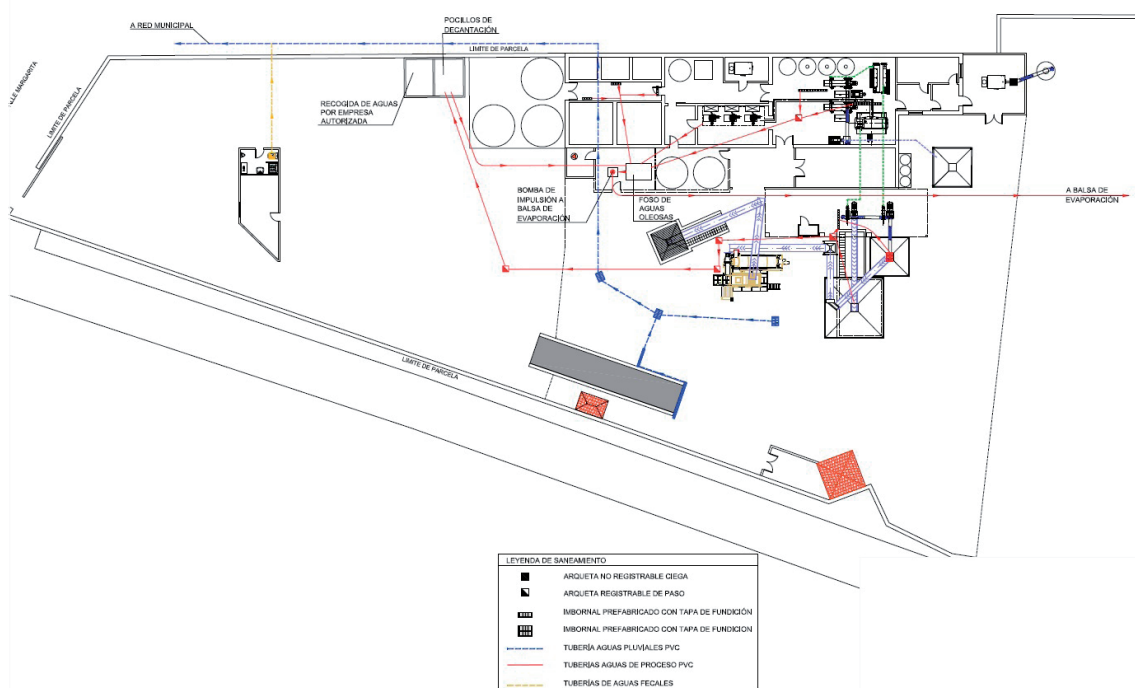 A RED MUNICIPAL
POCILLOS DE
DECANTACIÓN
LIMITE DE PARCELA
LIMITE DE PARCELA
RECOGIDA DE AGUAS
POR EMPRESA
AUTORIZADA
BOMBA DE
IMPULSIÓN A
BALSA DE
EVAPORACIÓN
FOSO DE
AGUAS
OLEOSAS
A BALSA DE
EVAPORACIÓN
LIMITE DE PARCELA
LEYENDA DE SANEAMIENTO
ARQUETA NO REGISTRABLE CIEGA
ARQUETA REGISTRABLE DE PASO
IMBORNAL PREFABRICADO CON TAPA DE FUNDICIÓN
IMBORNAL PREFABRICADO CON TAPA DE FUNDICION
TUBERÍA AGUAS PLUVIALES PVC
TUBERÍAS AGUAS DE PROCESO PVC
TUBERÍAS DE AGUAS FECALES